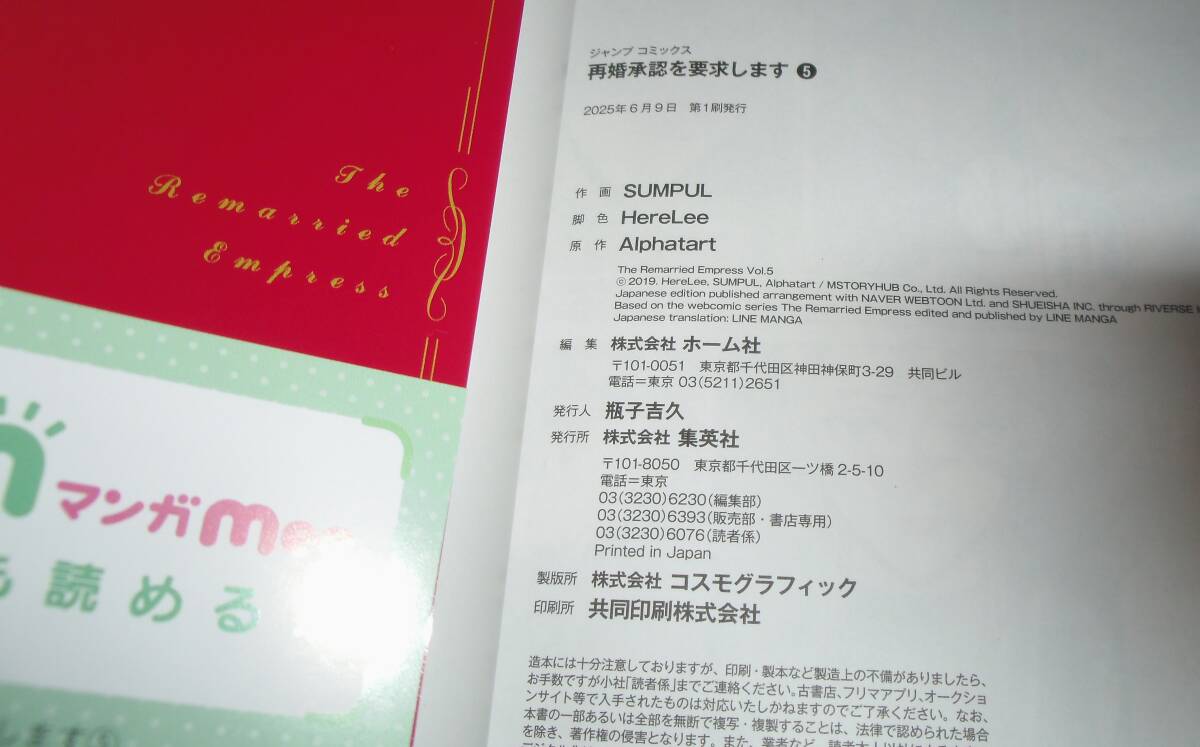 The
Remarried
Empress
マンガ
読める
ジャンプ コミックス
再婚承認を要求します ❺
2025年6月9日 第1刷発行
作 画 SUMPUL
脚 色 HereLee
原 作 Alphatart
The Remarried Empress Vol.5
© 2019. HereLee, SUMPUL, Alphatart / MSTORYHUB Co., Ltd. All Rights Reserved.
Japanese edition published arrangement with NAVER WEBTOON Ltd. and SHUEISHA INC. through RIVERSE
Based on the webcomic series The Remarried Empress edited and published by LINE MANGA
Japanese translation: LINE MANGA
編 集 株式会社 ホーム社
〒101-0051 東京都千代田区神田神保町3-29 共同ビル
電話＝東京 03(5211)2651
発行人 瓶子吉久
発行所 株式会社 集英社
〒101-8050 東京都千代田区一ツ橋2-5-10
電話＝東京
03(3230)6230(編集部)
03(3230)6393(販売部・書店専用)
03(3230)6076(読者係)
Printed in Japan
製版所 株式会社 コスモグラフィック
印刷所 共同印刷株式会社
造本には十分注意しておりますが、印刷・製本など製造上の不備がありましたら、
お手数ですが小社「読者係」までご連絡ください。古書店、フリマアプリ、オークショ
ンサイト等で入手されたものは対応いたしかねますのでご了承ください。なお、
本書の一部あるいは全部を無断で複写・複製することは、法律で認められた場合
を除き、著作権の侵害となります。また、業者など、読者本人以外による